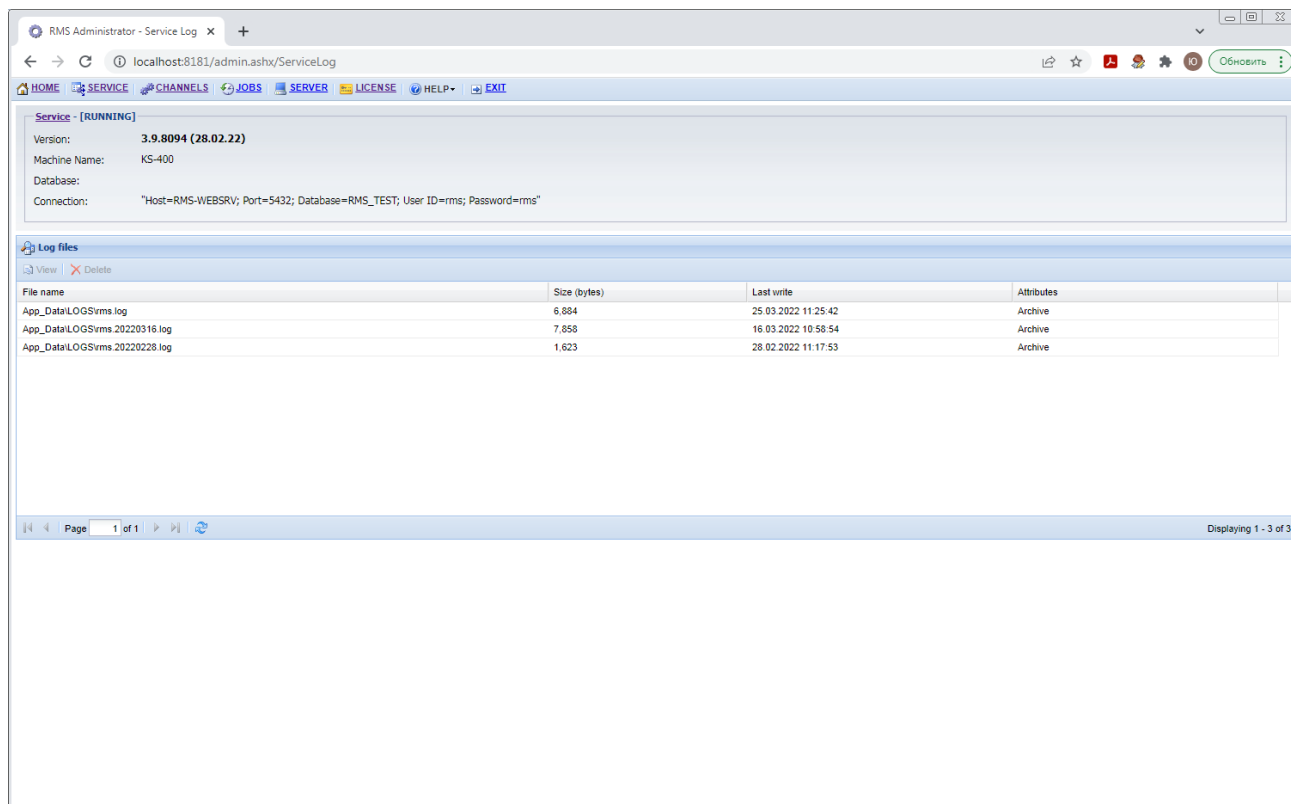 RMS Administrator - Service Log
localhost:8181/admin.ashx/ServiceLog
Ю
Обновить
HOME SERVICE CHANNELS JOBS SERVER LICENSE HELP EXIT
Service - [RUNNING]
Version: 3.9.8094 (28.02.22)
Machine Name: KS-400
Database:
Connection: "Host=RMS-WEBSRV; Port=5432; Database=RMS_TEST; User ID=rms; Password=rms"
Log files
View Delete
File name Size (bytes) Last write Attributes
App_Data\LOGS\rms.log 6,884 25.03.2022 11:25:42 Archive
App_Data\LOGS\rms.20220316.log 7,858 16.03.2022 10:58:54 Archive
App_Data\LOGS\rms.20220228.log 1,623 28.02.2022 11:17:53 Archive
Page 1 of 1 Displaying 1 - 3 of 3